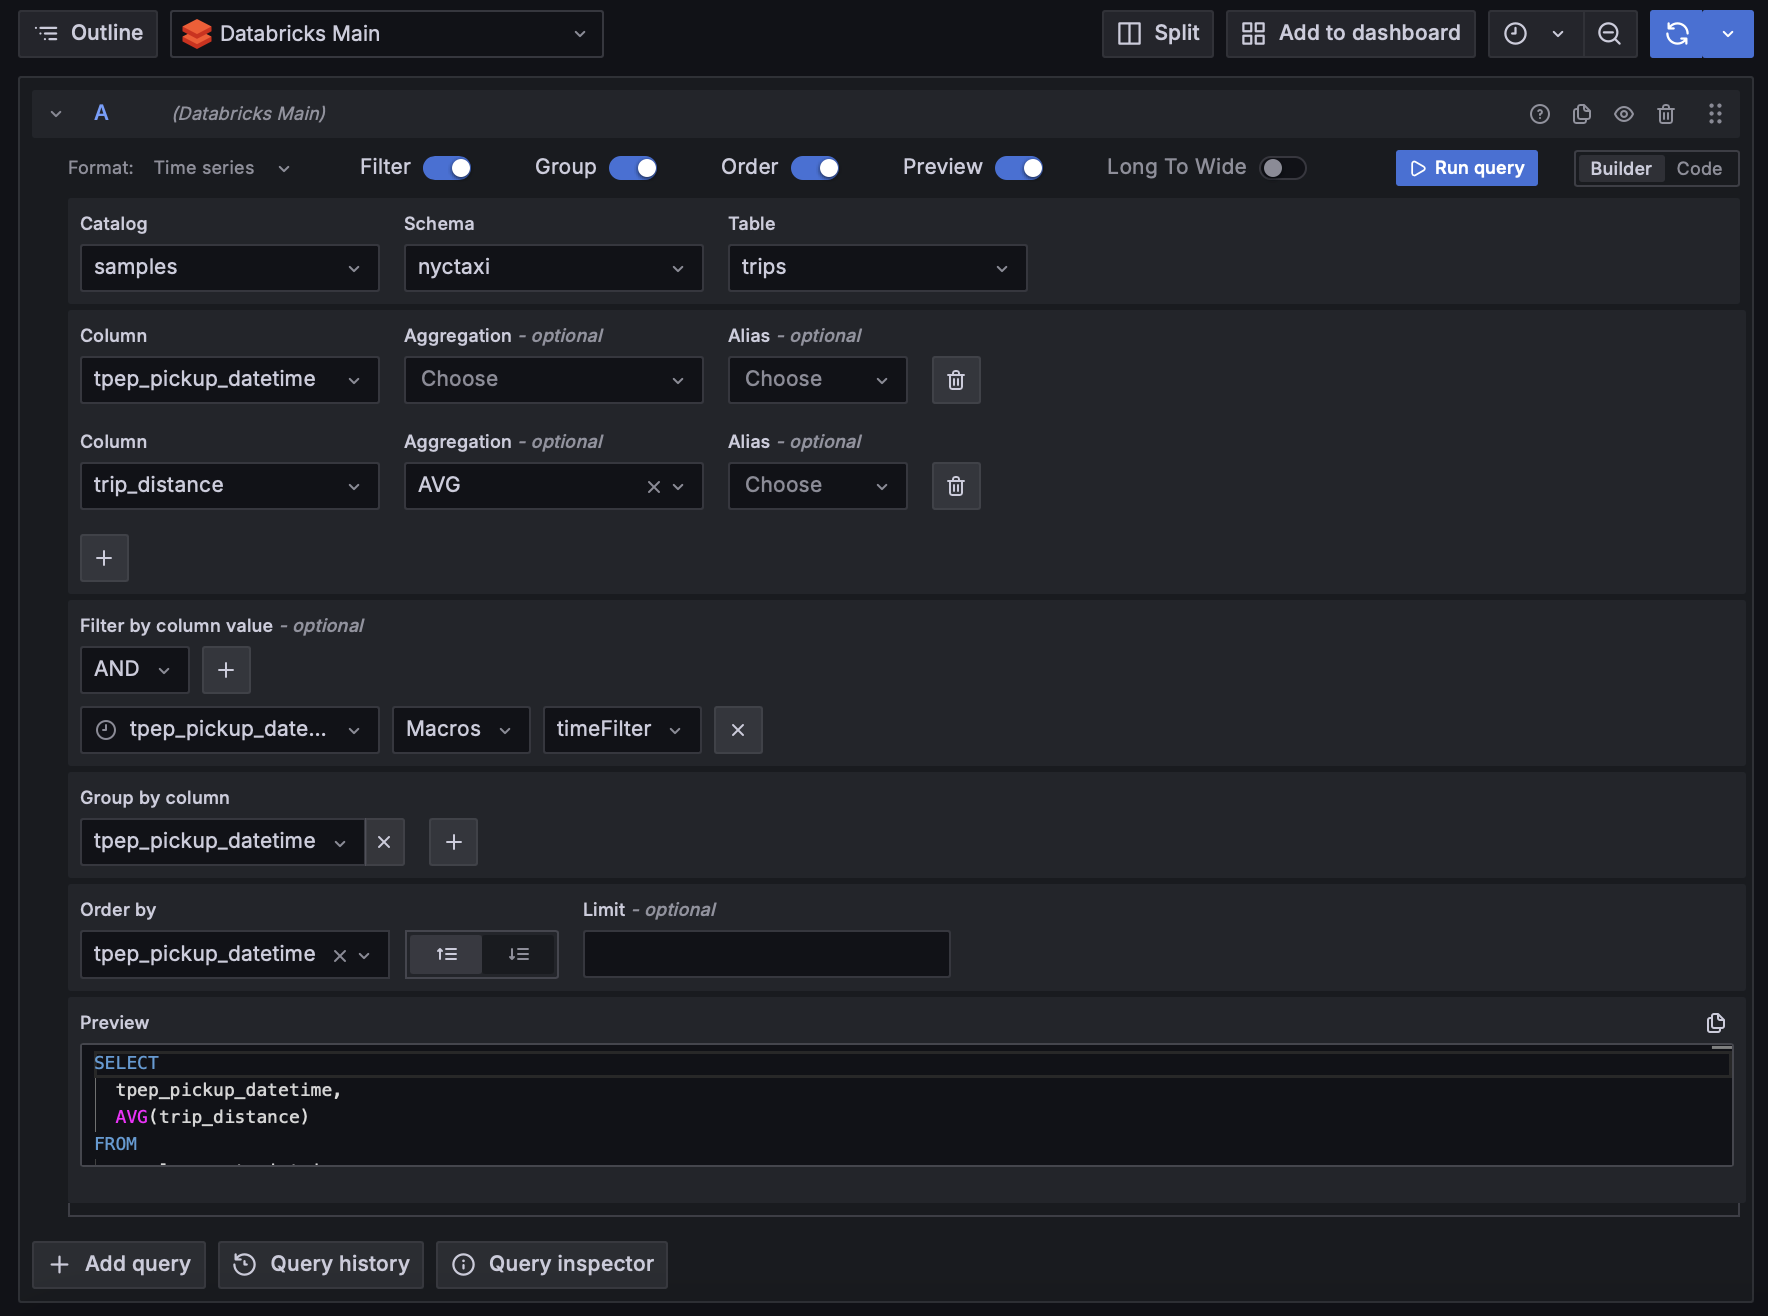 Outline
Databricks Main
Split
Add to dashboard
A
(Databricks Main)
Format: Time series
Filter
Group
Order
Preview
Long To Wide
Run query
Builder
Code
Catalog
Schema
Table
samples
nyctaxi
trips
Column
Aggregation - optional
Alias - optional
tpep_pickup_datetime
Choose
Choose
Column
Aggregation - optional
Alias - optional
trip_distance
AVG
Choose
Filter by column value - optional
AND
tpep_pickup_date...
Macros
timeFilter
Group by column
tpep_pickup_datetime
Order by
Limit - optional
tpep_pickup_datetime
Preview
SELECT
tpep_pickup_datetime,
AVG(trip_distance)
FROM
Add query
Query history
Query inspector